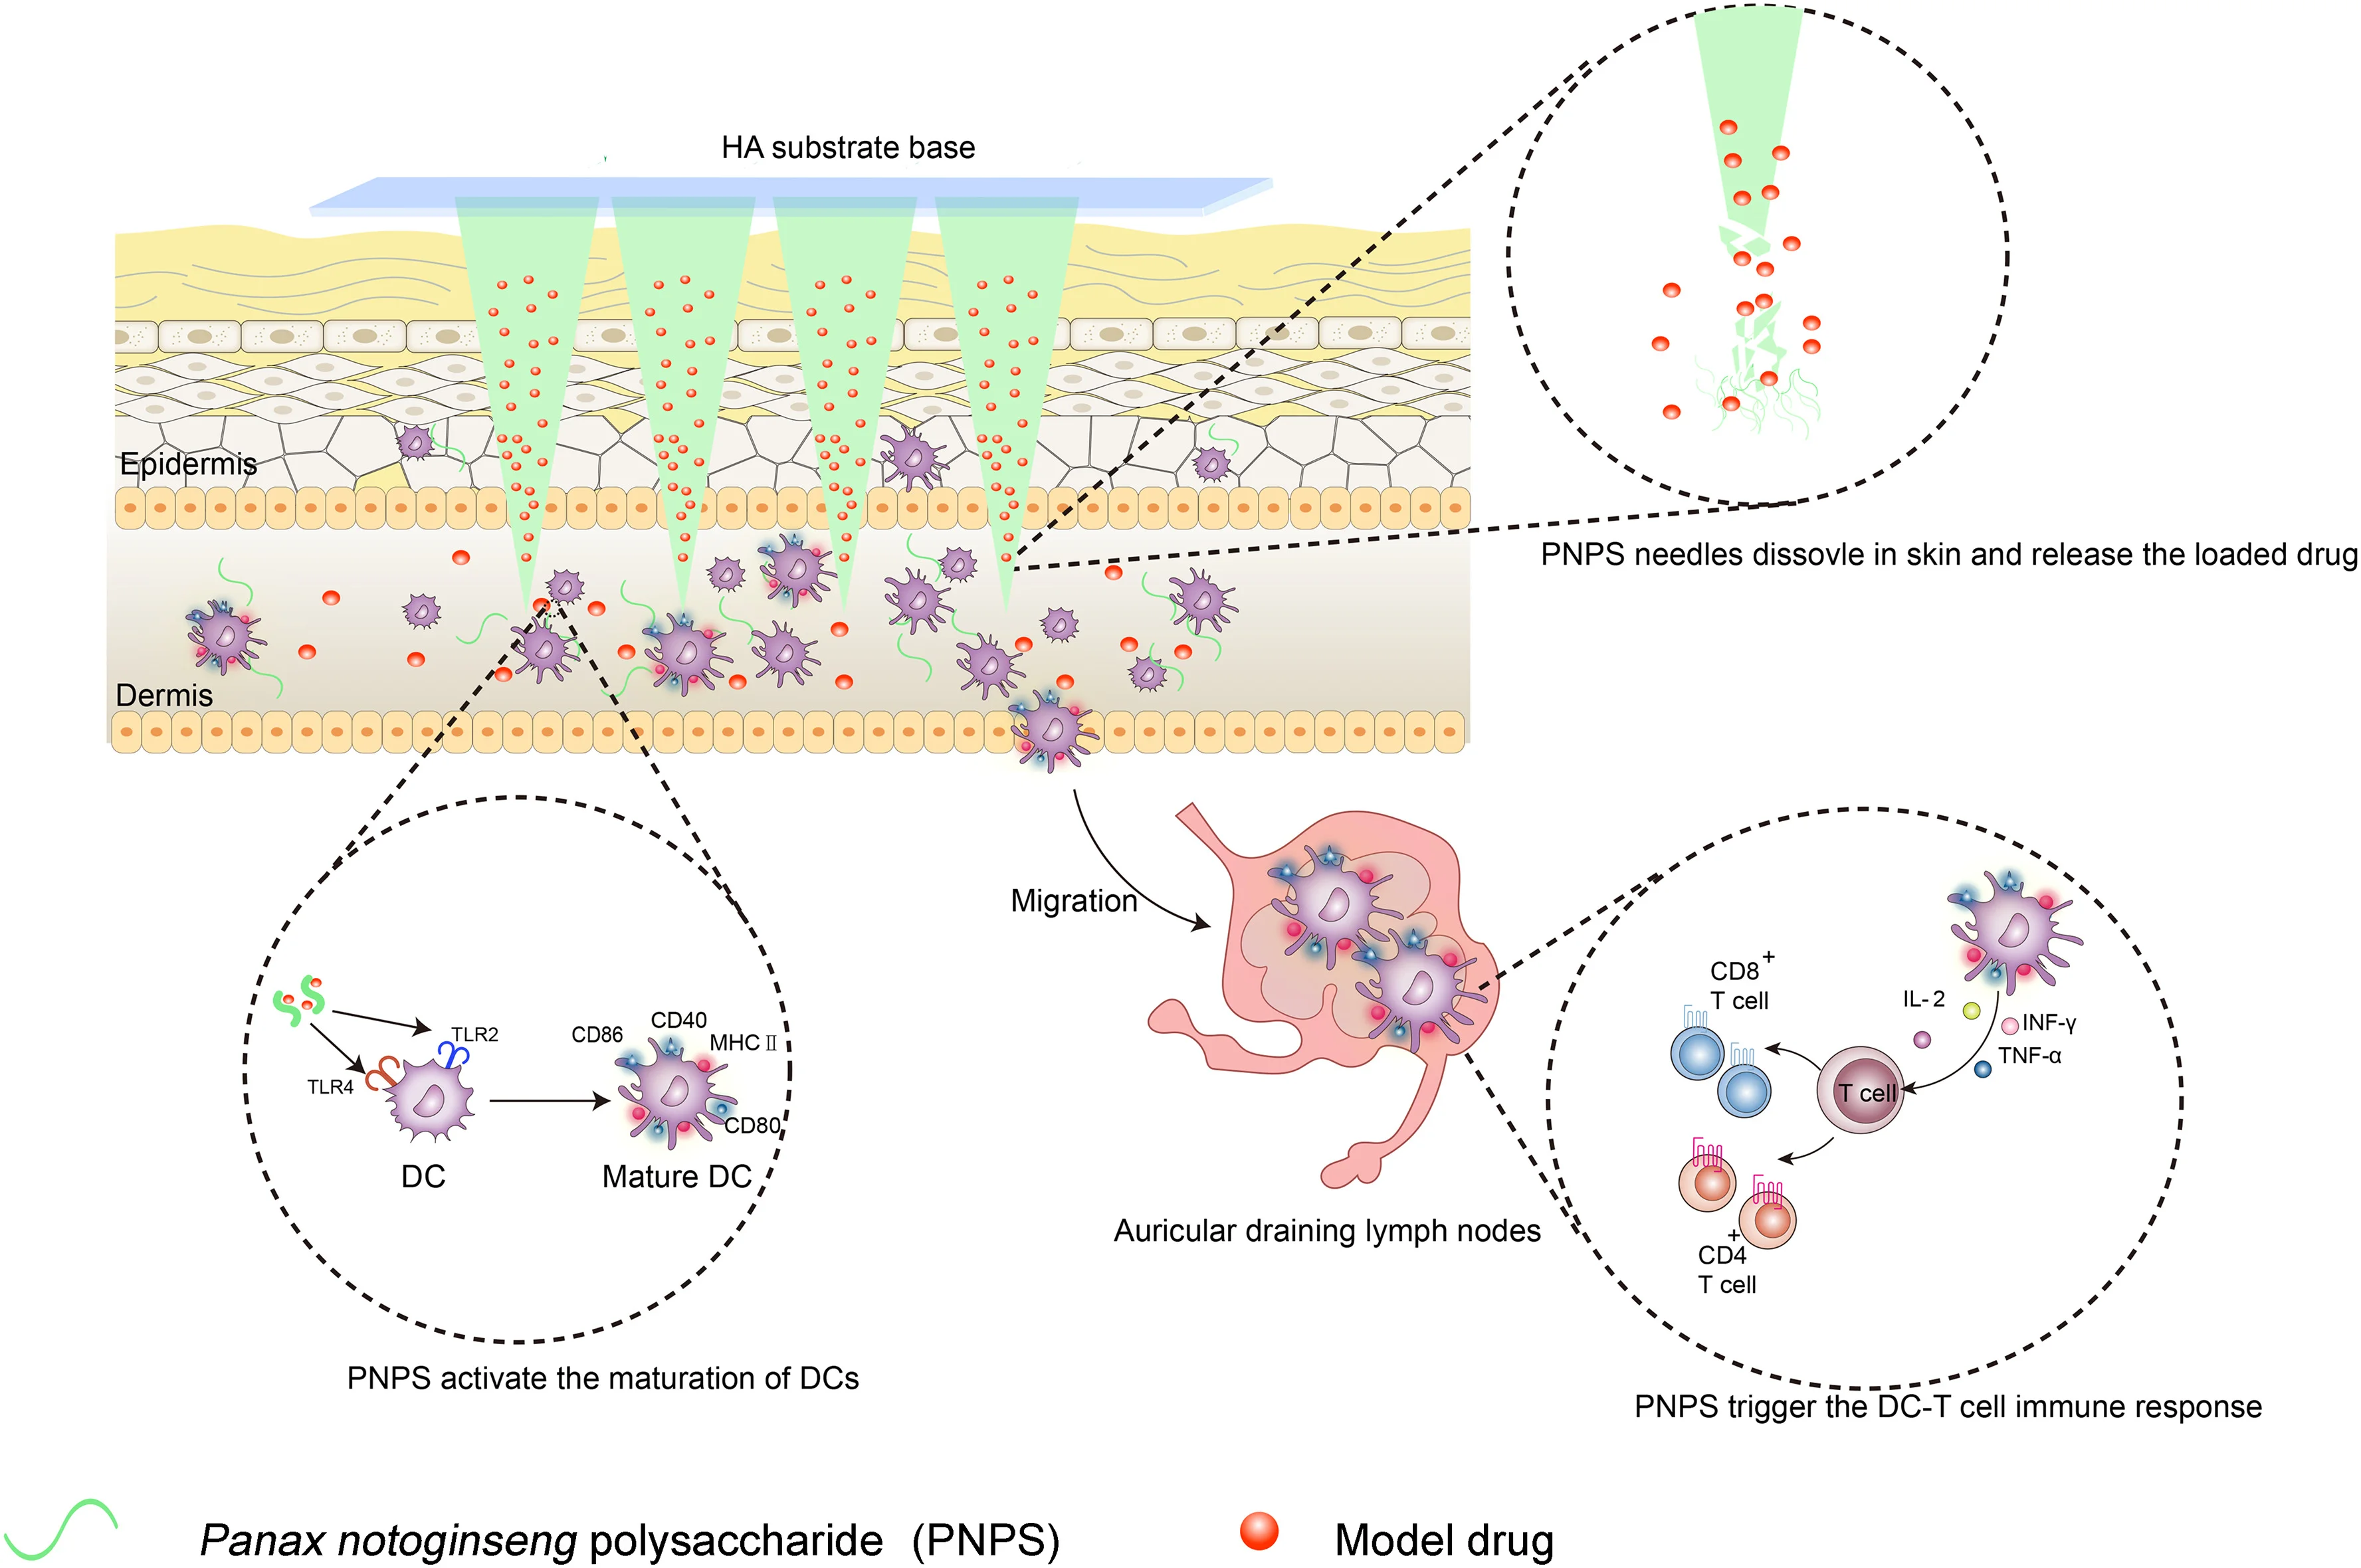 HA substrate base
Epidermis
PNPS needles dissovle in skin and release the loaded drug
Dermis
Migration
TLR2
TLR4
DC
CD86
CD40
MHC Ⅱ
CD80
Mature DC
PNPS activate the maturation of DCs
Auricular draining lymph nodes
CD8+
T cell
IL-2
INF-γ
TNF-α
T cell
CD4+
T cell
PNPS trigger the DC-T cell immune response
Panax notoginseng polysaccharide (PNPS)
Model drug